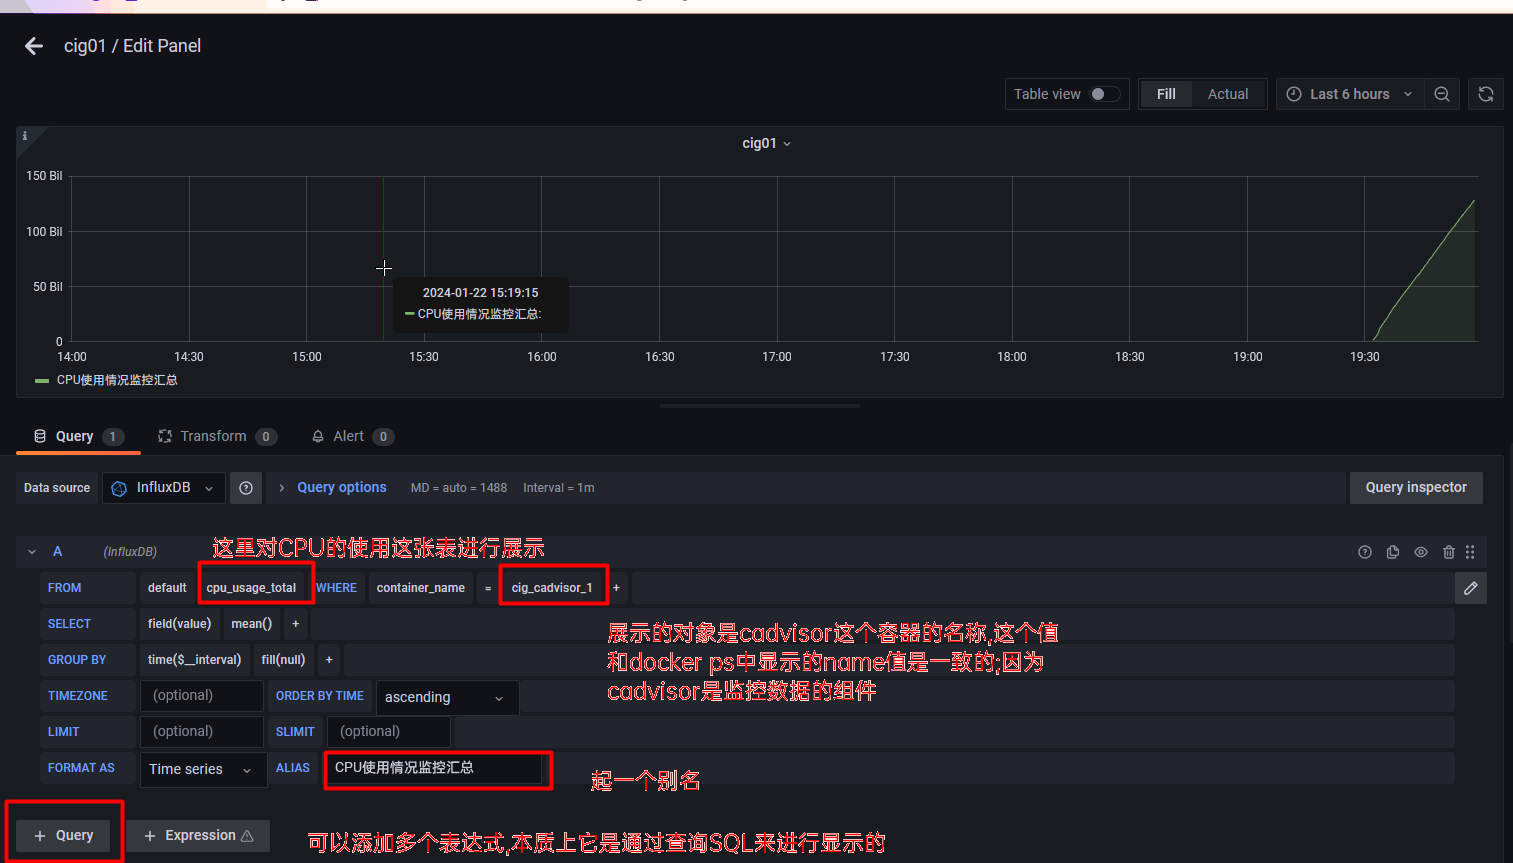 cig01 / Edit Panel
Table view Fill Actual Last 6 hours
i
cig01
150 Bil
100 Bil
50 Bil
0
2024-01-22 15:19:15
CPU使用情况监控汇总:
14:00 14:30 15:00 15:30 16:00 16:30 17:00 17:30 18:00 18:30 19:00 19:30
CPU使用情况监控汇总
Query 1 Transform 0 Alert 0
Data source InfluxDB Query options MD = auto = 1488 Interval = 1m Query inspector
这里对CPU的使用这张表进行展示
A (InfluxDB)
FROM default cpu_usage_total WHERE container_name = cig_cadvisor_1 +
SELECT field(value) mean() +
展示的对象是cadvisor这个容器的名称,这个值
GROUP BY time($__interval) fill(null) +
和docker ps中显示的name值是一致的;因为
TIMEZONE (optional) ORDER BY TIME ascending
cadvisor是监控数据的组件
LIMIT (optional) SLIMIT (optional)
FORMAT AS Time series ALIAS CPU使用情况监控汇总
起一个别名
+ Query + Expression
可以添加多个表达式,本质上它是通过查询SQL来进行显示的